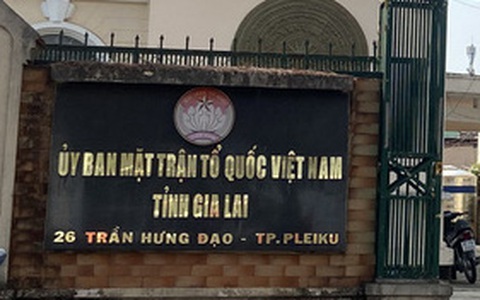 ỦY BAN MẶT TRẬN TỔ QUỐC VIỆT NAM
TỈNH GIA LAI
26 TRẦN HƯNG ĐẠO - TP.PLEIKU